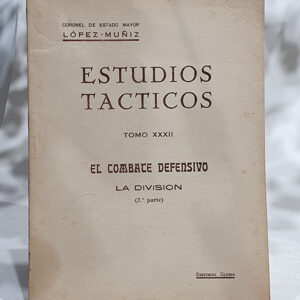 CORONEL DE ESTADO MAYOR
LÓPEZ-MUÑIZ
ESTUDIOS
TACTICOS
TOMO XXXII
EL COMBATE DEFENSIVO
LA DIVISION
(2.ª parte)
EDITORIAL GLORIA